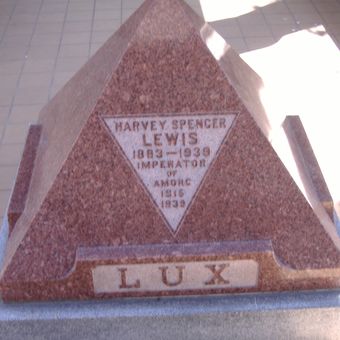 HARVEY SPENCER
LEWIS
1883–1939
IMPERATOR
OF
AMORC
1915
1939
LUX